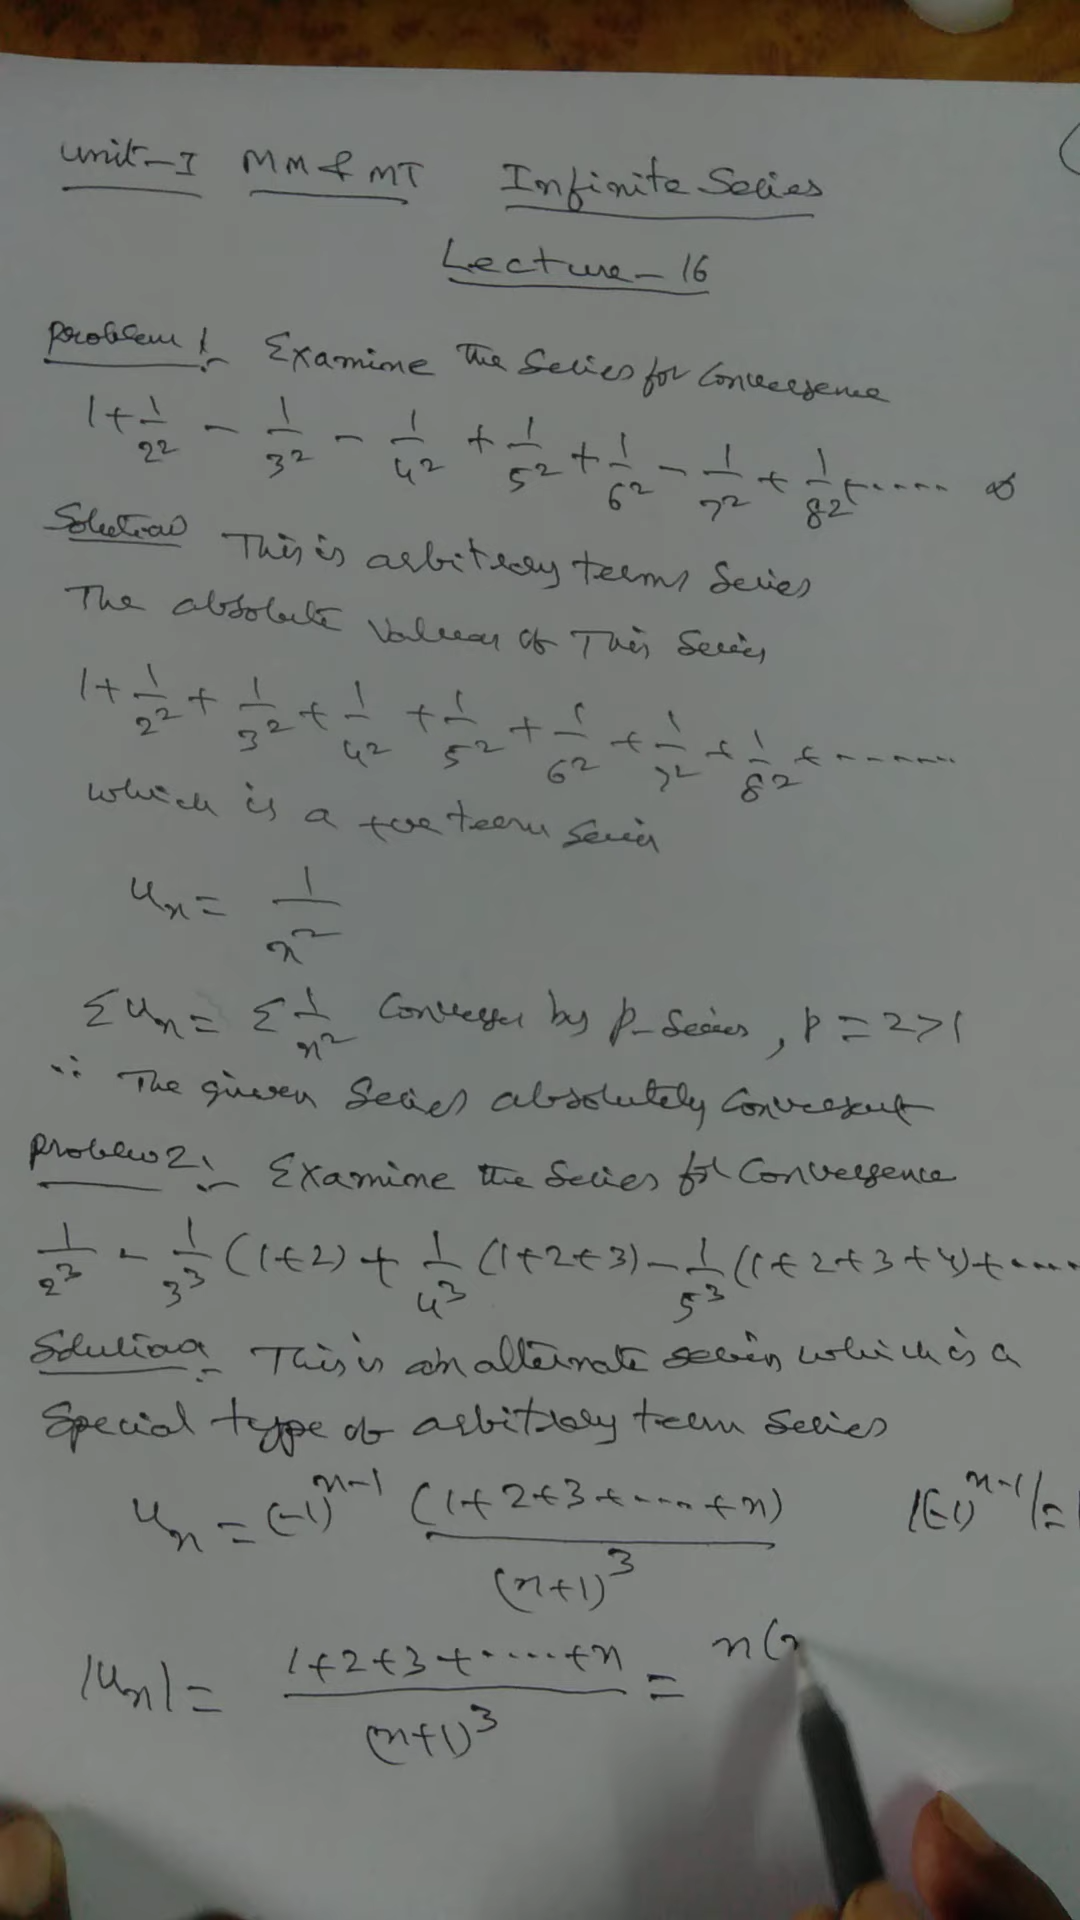 Unit-I MM & MT Infinite Series
Lecture-16
Problem 1:- Examine the Series for Convergence
1 + 1/2² - 1/3² - 1/4² + 1/5² + 1/6² - 1/7² + 1/8² + ..... ∞
Solution This is arbitrary terms Series
The absolute values of This Series
1 + 1/2² + 1/3² + 1/4² + 1/5² + 1/6² + 1/7² + 1/8² + ......
which is a +ve term Series
uₙ = 1/n²
Σuₙ = Σ 1/n² Converges by p-Series, p = 2 > 1
∴ The given Series absolutely Convergent
Problem 2:- Examine the Series for Convergence
1/2³ - 1/3³ (1+2) + 1/4³ (1+2+3) - 1/5³ (1+2+3+4) + ....
Solution:- This is an alternate series which is a
Special type of arbitrary term Series
uₙ = (-1)ⁿ⁻¹ (1+2+3+....+n)/(n+1)³ |(-1)ⁿ⁻¹| = 1
|uₙ| = (1+2+3+.....+n)/(n+1)³ = n(